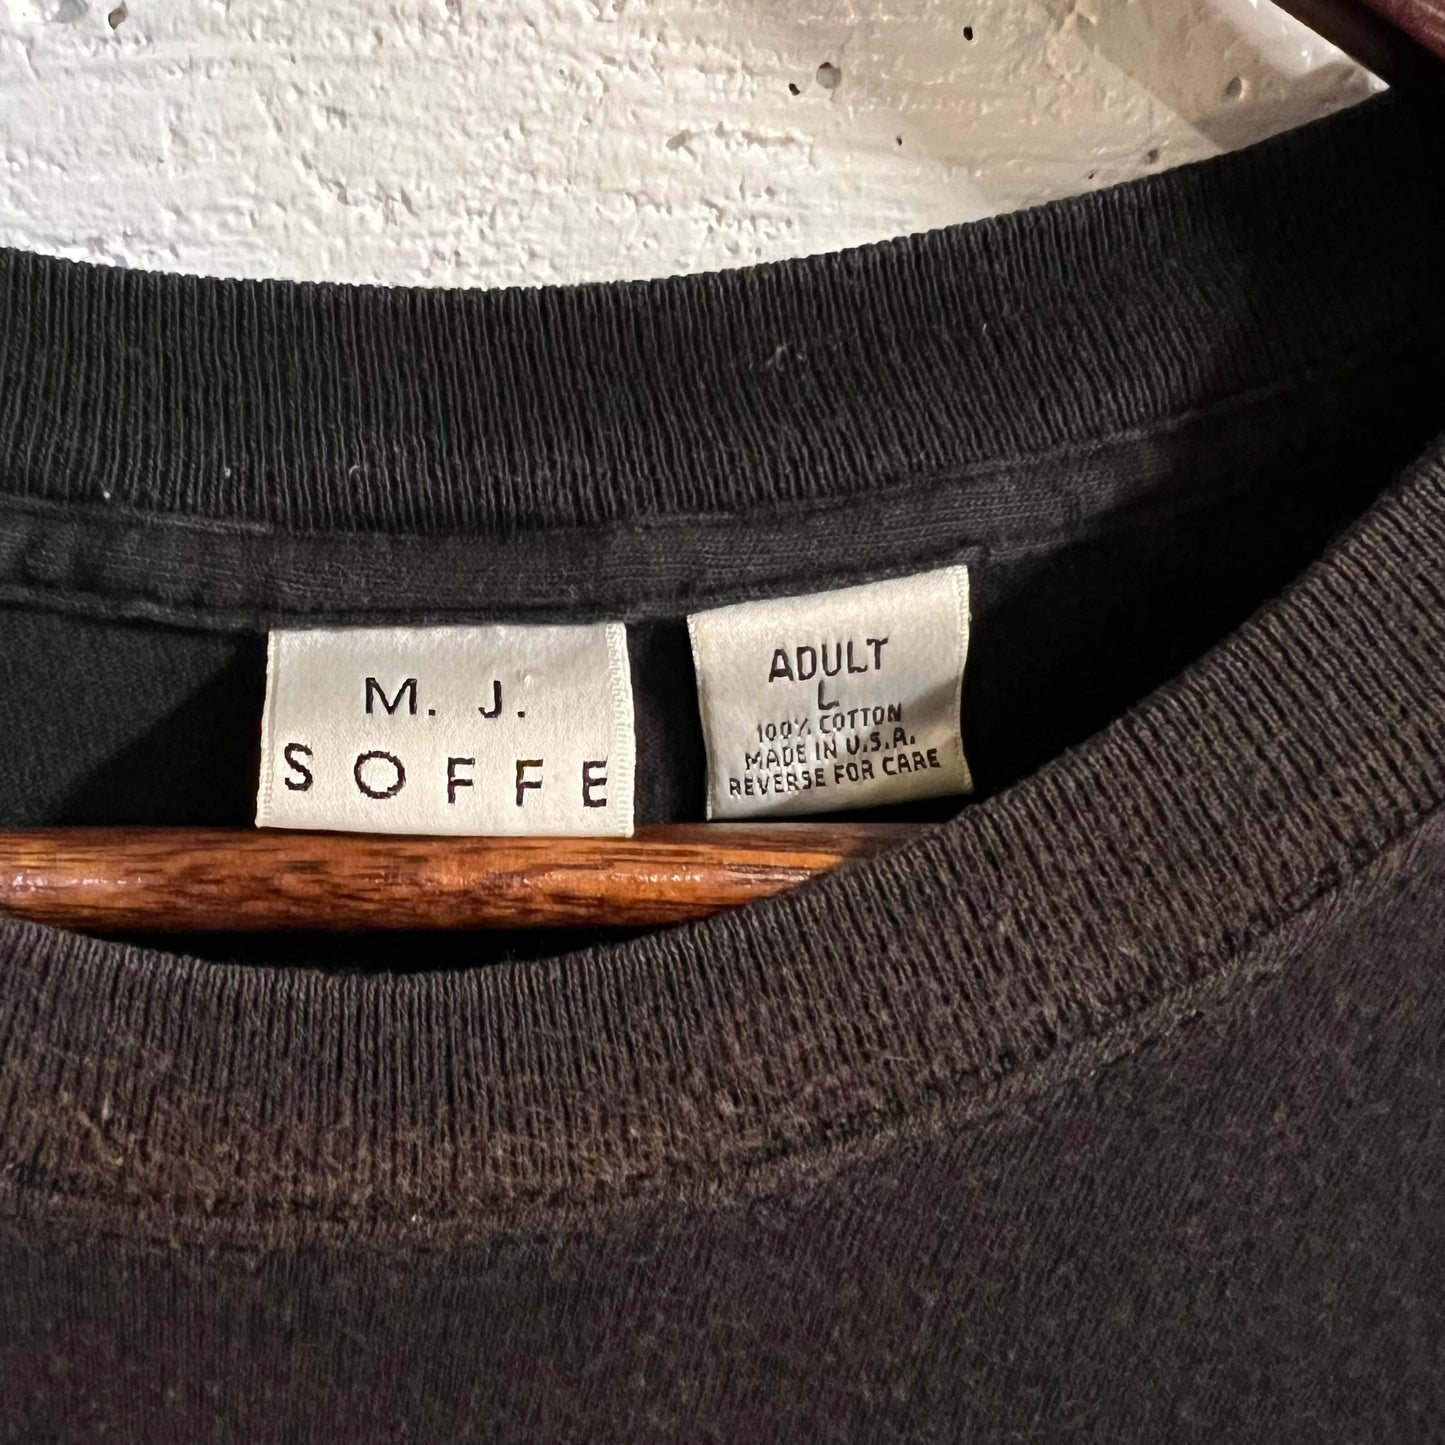 M. J.
SOFFE
ADULT
L
100% COTTON
MADE IN U.S.A.
REVERSE FOR CARE